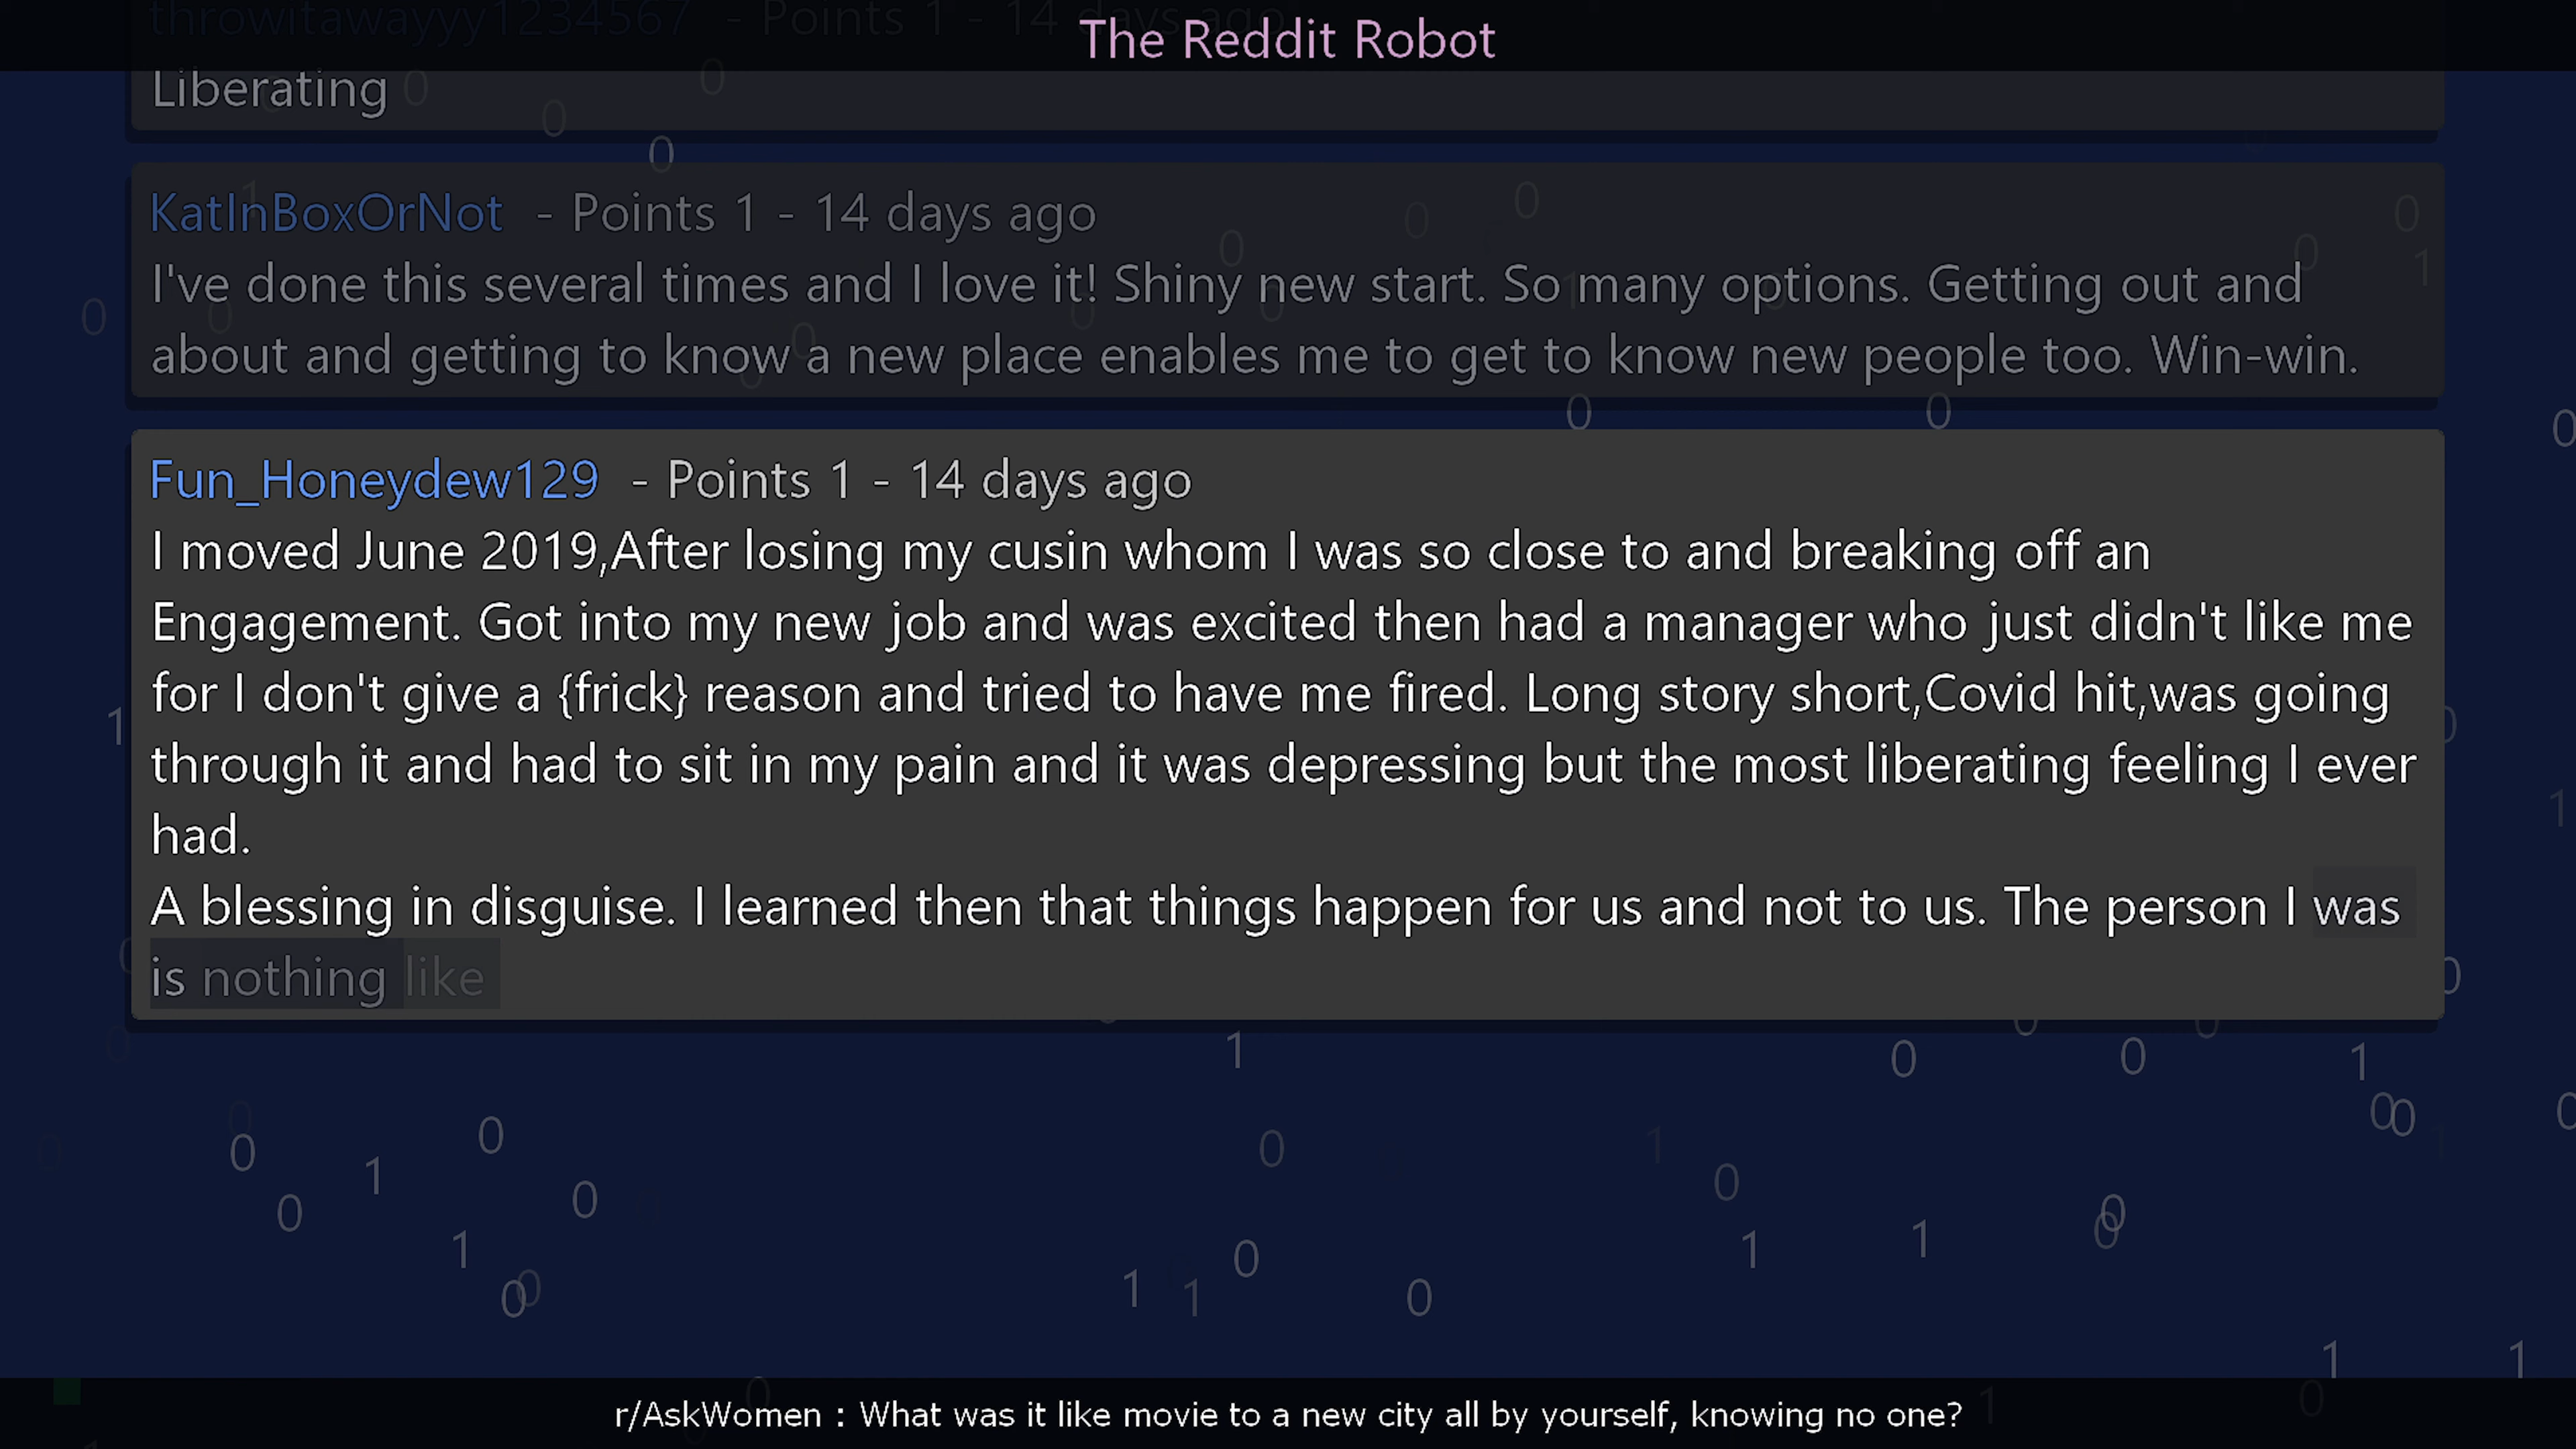 throwitawayyy1234567 - Points 1 - 14 days ago
The Reddit Robot
Liberating
KatInBoxOrNot - Points 1 - 14 days ago
I've done this several times and I love it! Shiny new start. So many options. Getting out and
about and getting to know a new place enables me to get to know new people too. Win-win.
Fun_Honeydew129 - Points 1 - 14 days ago
I moved June 2019,After losing my cusin whom I was so close to and breaking off an
Engagement. Got into my new job and was excited then had a manager who just didn't like me
for I don't give a {frick} reason and tried to have me fired. Long story short,Covid hit,was going
through it and had to sit in my pain and it was depressing but the most liberating feeling I ever
had.
A blessing in disguise. I learned then that things happen for us and not to us. The person I was
is nothing like
r/AskWomen : What was it like movie to a new city all by yourself, knowing no one?